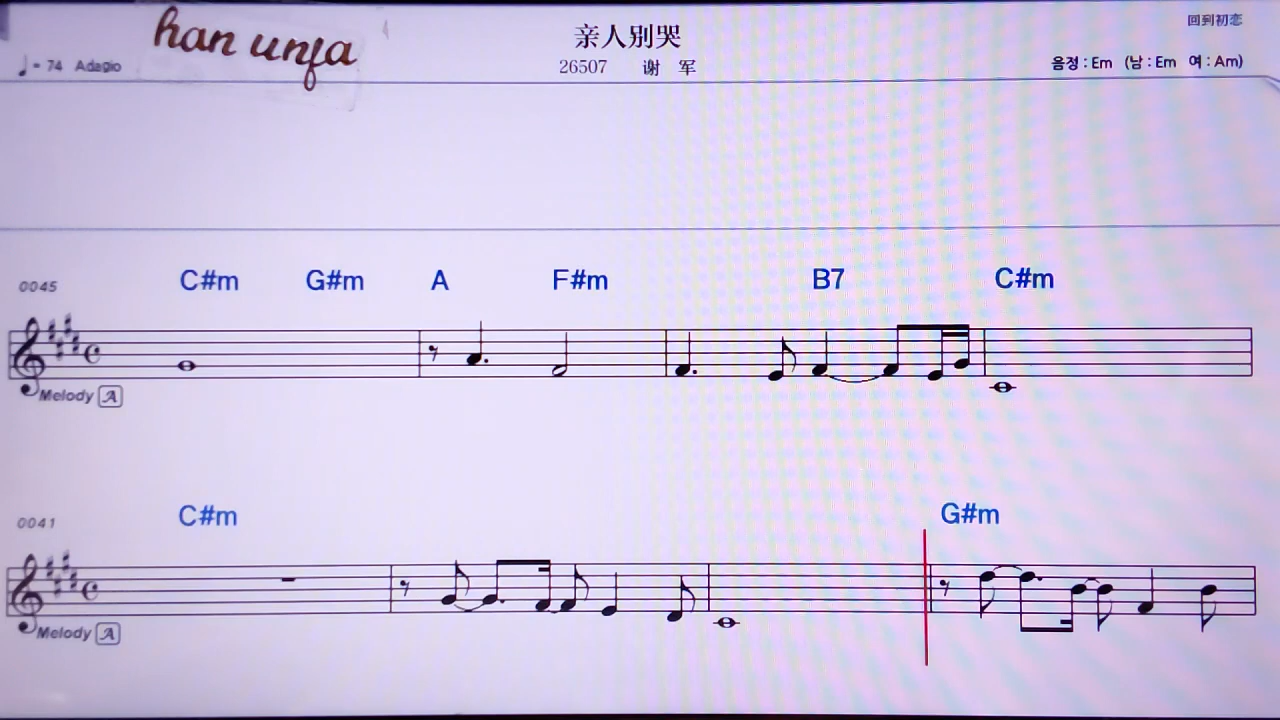 han unja
亲人别哭
回到初恋
♩= 74 Adagio
26507 谢 军
음정 : Em (남 : Em 여 : Am)
0045 C#m G#m A F#m B7 C#m
Melody A
0041 C#m G#m
Melody A